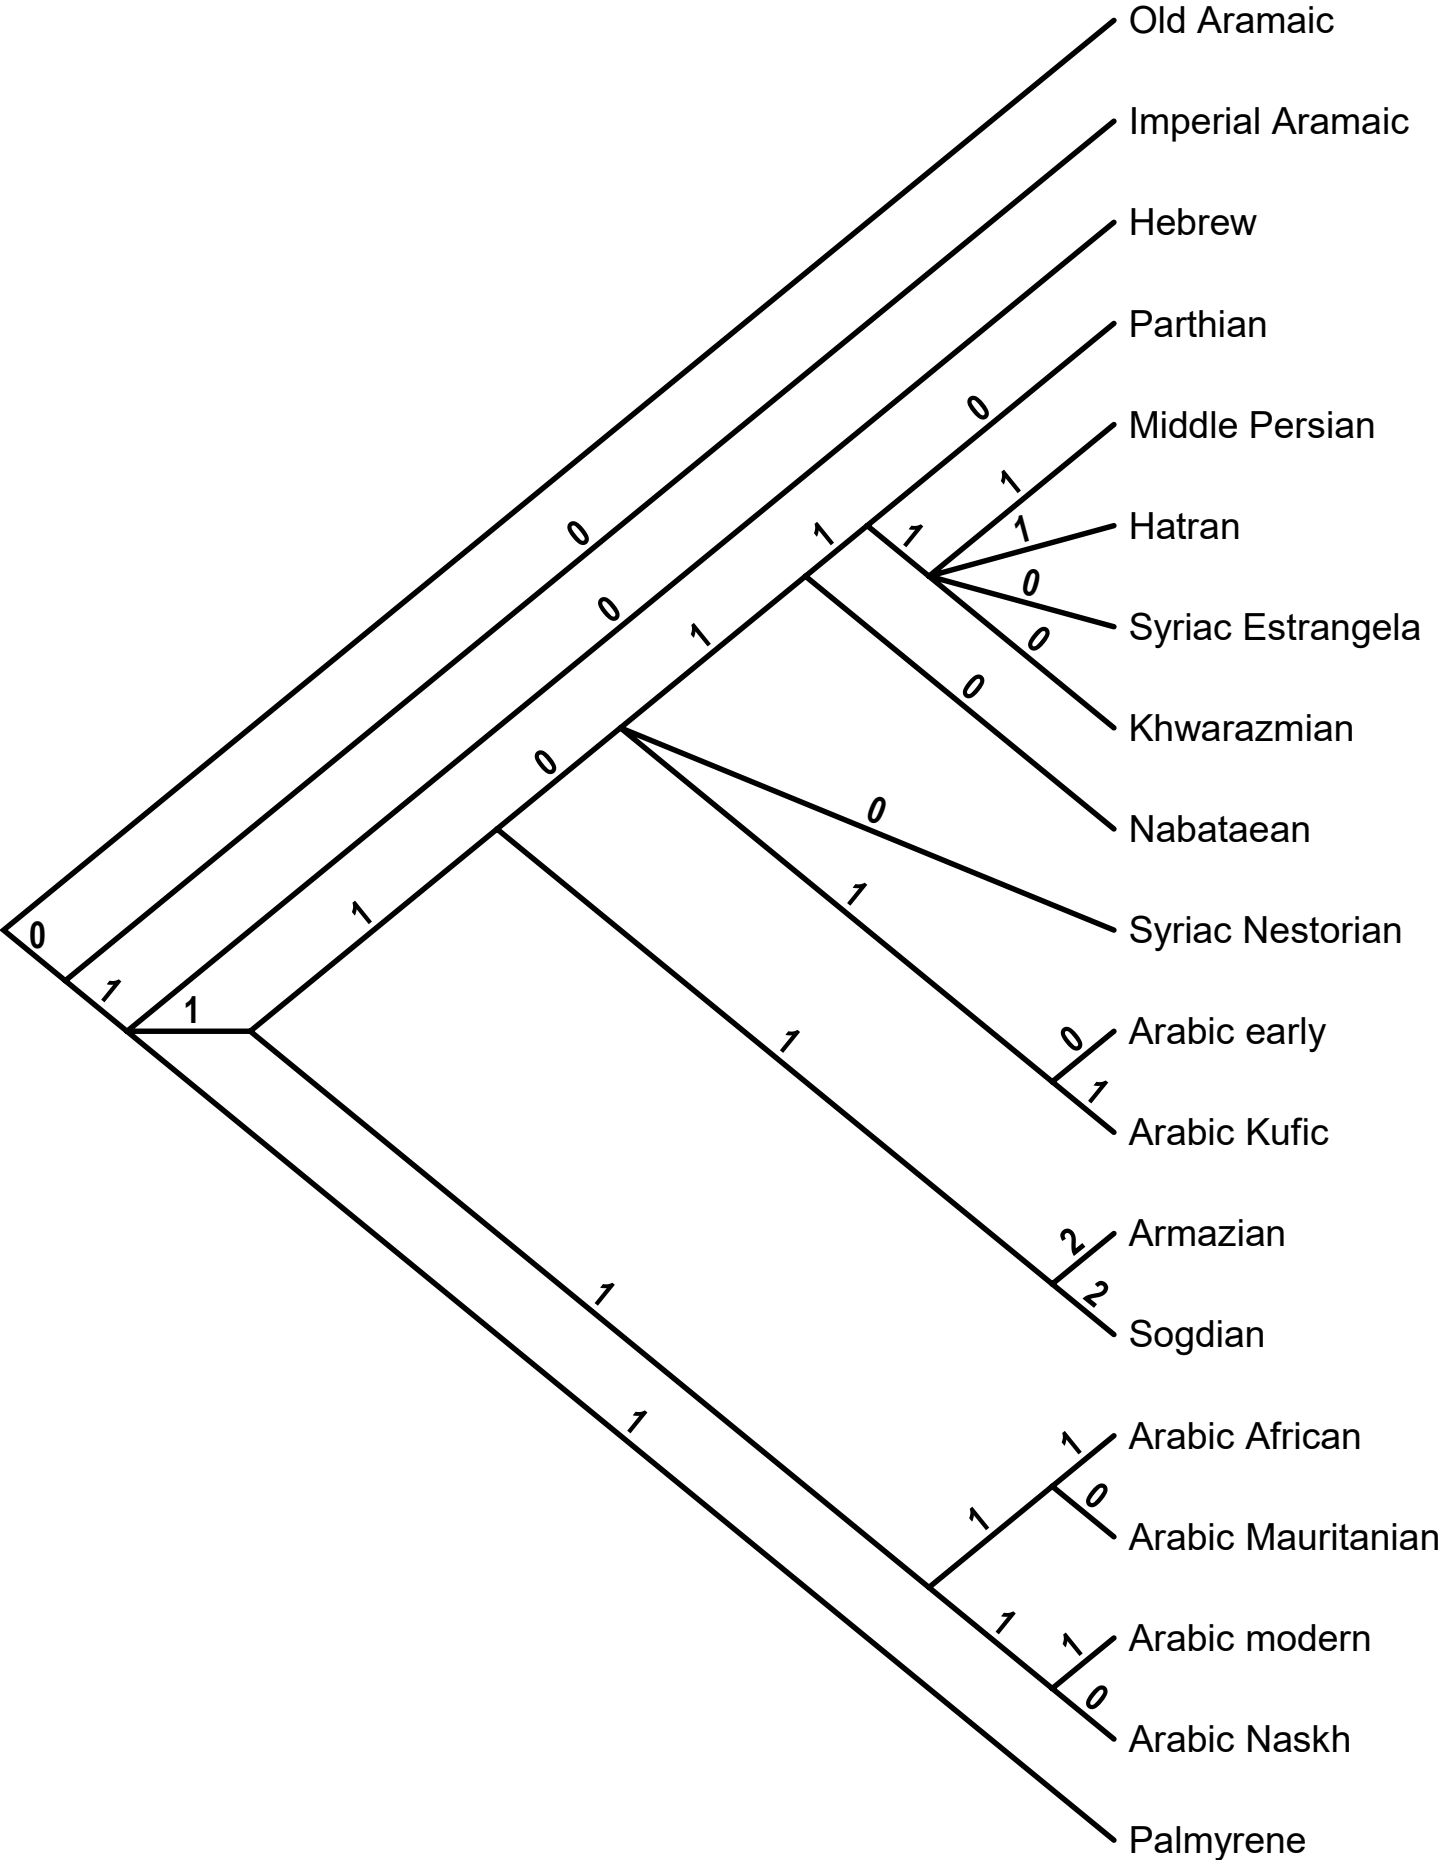 Old Aramaic
Imperial Aramaic
Hebrew
Parthian
0
Middle Persian
1
Hatran
1
0
1
1
0
Syriac Estrangela
0
0
1
0
Khwarazmian
0
0
Nabataean
0
1
1
Syriac Nestorian
0
1
1
Arabic early
0
1
1
Arabic Kufic
Armazian
2
2
1
Sogdian
1
Arabic African
1
0
1
Arabic Mauritanian
1
1
Arabic modern
0
Arabic Naskh
Palmyrene